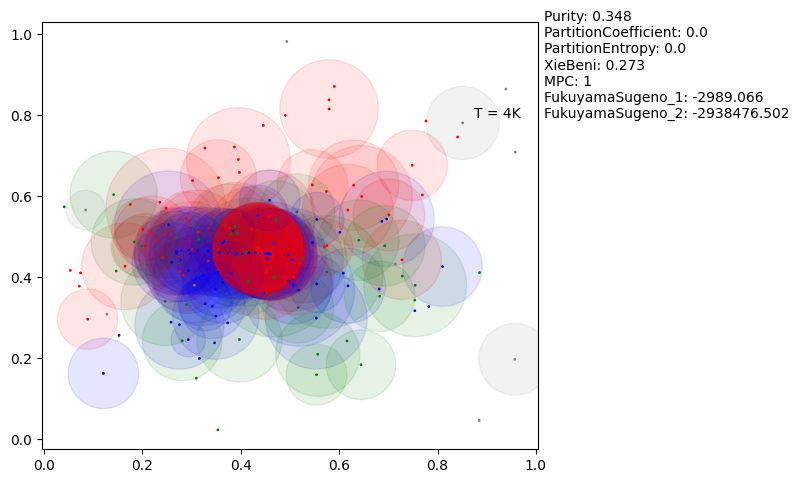 Purity: 0.348
PartitionCoefficient: 0.0
PartitionEntropy: 0.0
XieBeni: 0.273
MPC: 1
FukuyamaSugeno_1: -2989.066
FukuyamaSugeno_2: -2938476.502
T = 4K
1.0
0.8
0.6
0.4
0.2
0.0
0.0 0.2 0.4 0.6 0.8 1.0